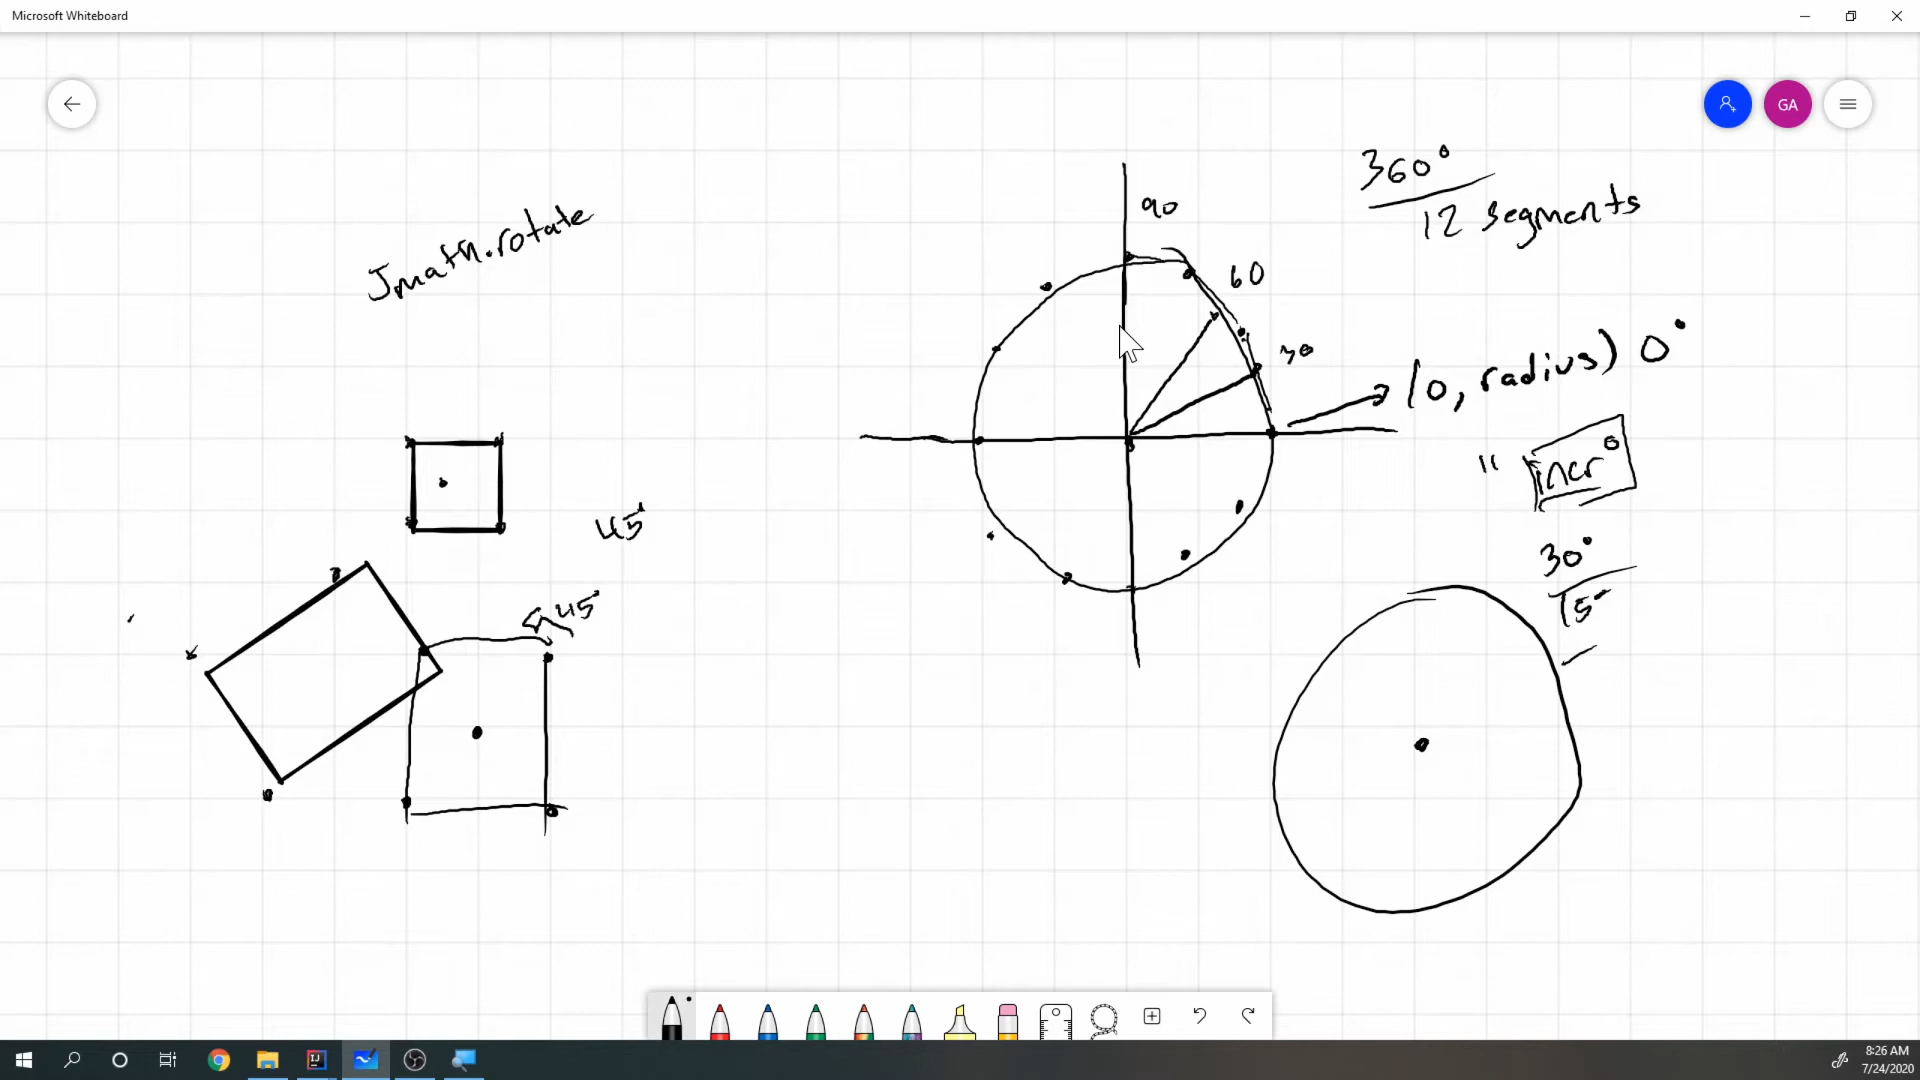 Microsoft Whiteboard
GA
360°
12 segments
90
Jmath.rotate
60
30
(0, radius) 0°
" incr°
45°
30°
15°
45°
8:26 AM
7/24/2020